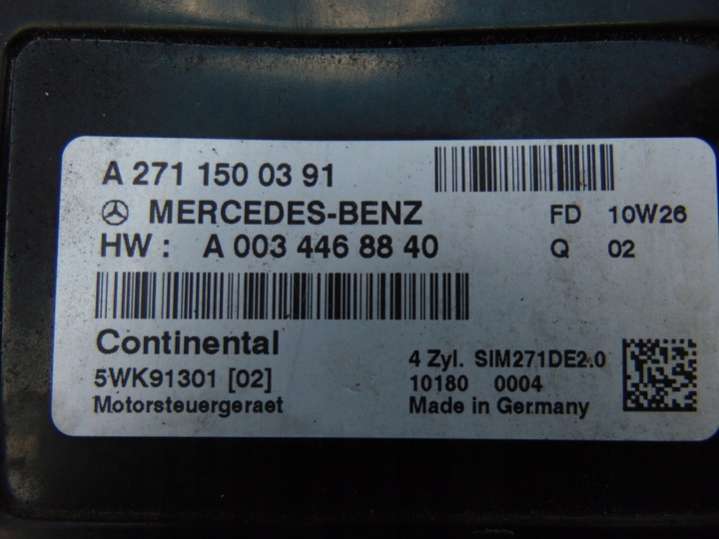 A 271 150 03 91
MERCEDES-BENZ FD 10W26
HW : A 003 446 88 40 Q 02
Continental
4 Zyl. SIM271DE2.0
5WK91301 [02] 10180 0004
Motorsteuergeraet Made in Germany